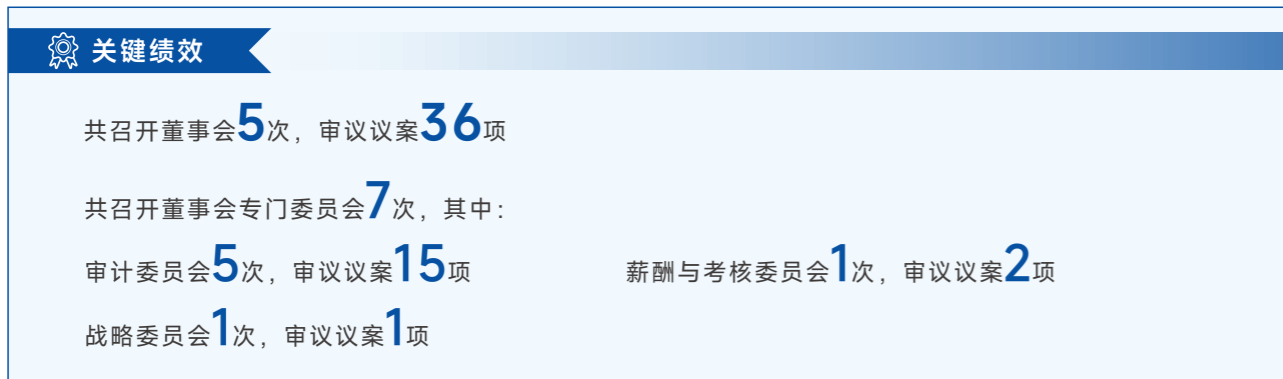 关键绩效
共召开董事会5次，审议议案36项
共召开董事会专门委员会7次，其中：
审计委员会5次，审议议案15项
薪酬与考核委员会1次，审议议案2项
战略委员会1次，审议议案1项